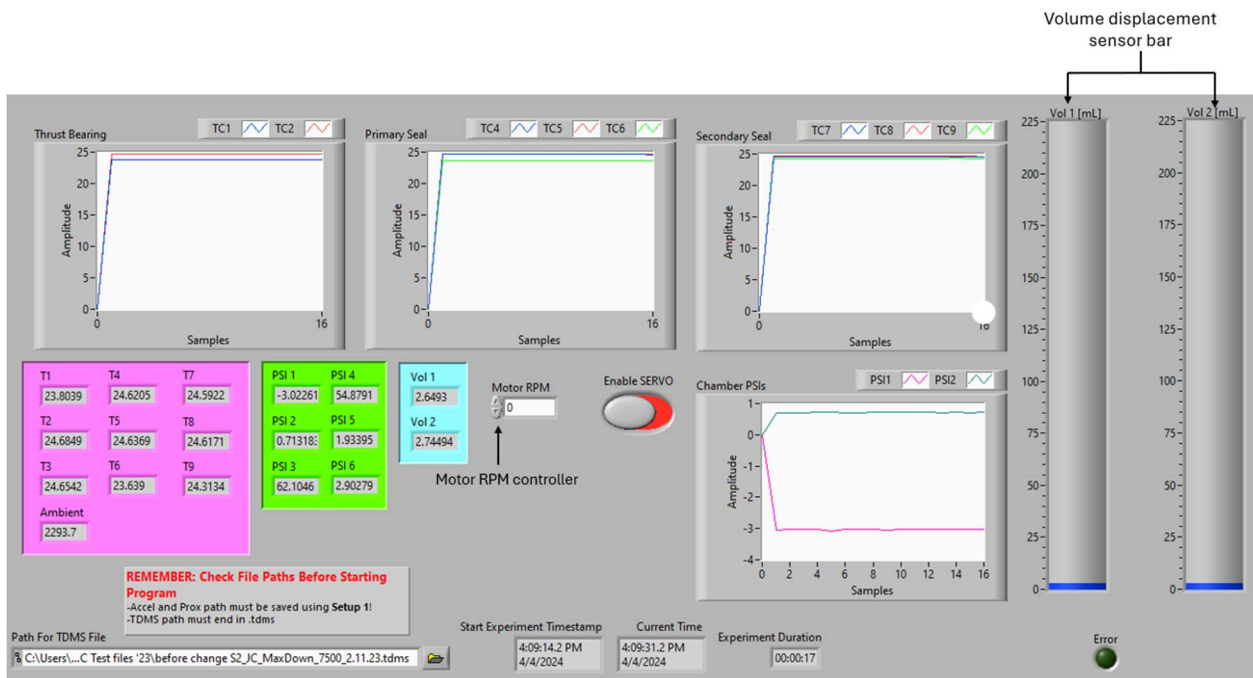 Volume displacement
sensor bar
Thrust Bearing
TC1 TC2
25
20
15
10
5
0
Amplitude
0 16
Samples
Primary Seal
TC4 TC5 TC6
25
20
15
10
5
0
Amplitude
0 16
Samples
Secondary Seal
TC7 TC8 TC9
25
20
15
10
5
0
Amplitude
0 16
Samples
Vol 1 [mL]
225
200
175
150
125
100
75
50
25
0
Vol 2 [mL]
225
200
175
150
125
100
75
50
25
0
T1 T4 T7
23.8039 24.6205 24.5922
T2 T5 T8
24.6849 24.6369 24.6171
T3 T6 T9
24.6542 23.639 24.3134
Ambient
2293.7
PSI 1 PSI 4
-3.02261 54.8791
PSI 2 PSI 5
0.71318 1.93395
PSI 3 PSI 6
62.1046 2.90279
Vol 1
2.6493
Vol 2
2.74494
Motor RPM
0
Motor RPM controller
Enable SERVO
Chamber PSIs
PSI1 PSI2
1
0
-1
-2
-3
-4
Amplitude
0 2 4 6 8 10 12 14 16
Samples
REMEMBER: Check File Paths Before Starting
Program
-Accel and Prox path must be saved using Setup 1!
-TDMS path must end in .tdms
Path For TDMS File
C:\Users\...C Test files '23\before change S2_JC_MaxDown_7500_2.11.23.tdms
Start Experiment Timestamp
4:09:14.2 PM
4/4/2024
Current Time
4:09:31.2 PM
4/4/2024
Experiment Duration
00:00:17
Error